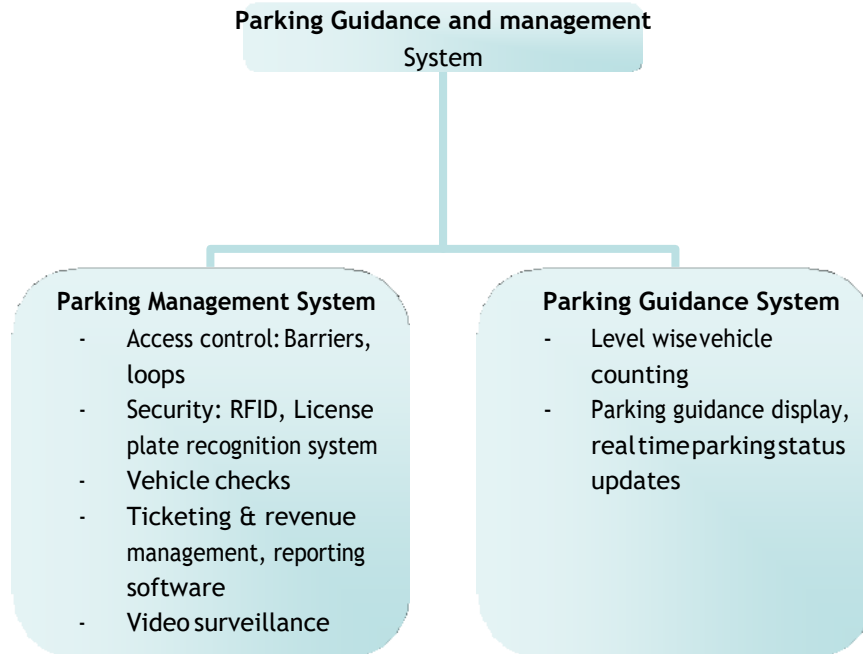 Parking Guidance and management
System
Parking Management System
- Access control: Barriers,
loops
- Security: RFID, License
plate recognition system
- Vehicle checks
- Ticketing & revenue
management, reporting
software
- Video surveillance
Parking Guidance System
- Level wise vehicle
counting
- Parking guidance display,
real time parking status
updates